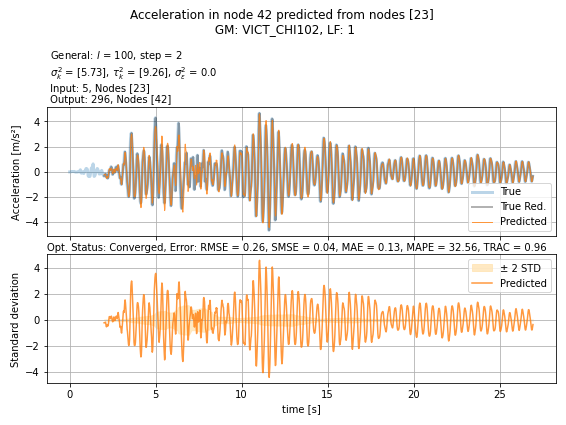 Acceleration in node 42 predicted from nodes [23]
GM: VICT_CHI102, LF: 1
General: l = 100, step = 2
σ²ₖ = [5.73], τ²ₖ = [9.26], σ²ε = 0.0
Input: 5, Nodes [23]
Output: 296, Nodes [42]
Acceleration [m/s²]
4
2
0
−2
−4
True
True Red.
Predicted
Opt. Status: Converged, Error: RMSE = 0.26, SMSE = 0.04, MAE = 0.13, MAPE = 32.56, TRAC = 0.96
Standard deviation
4
2
0
−2
−4
± 2 STD
Predicted
0 5 10 15 20 25
time [s]